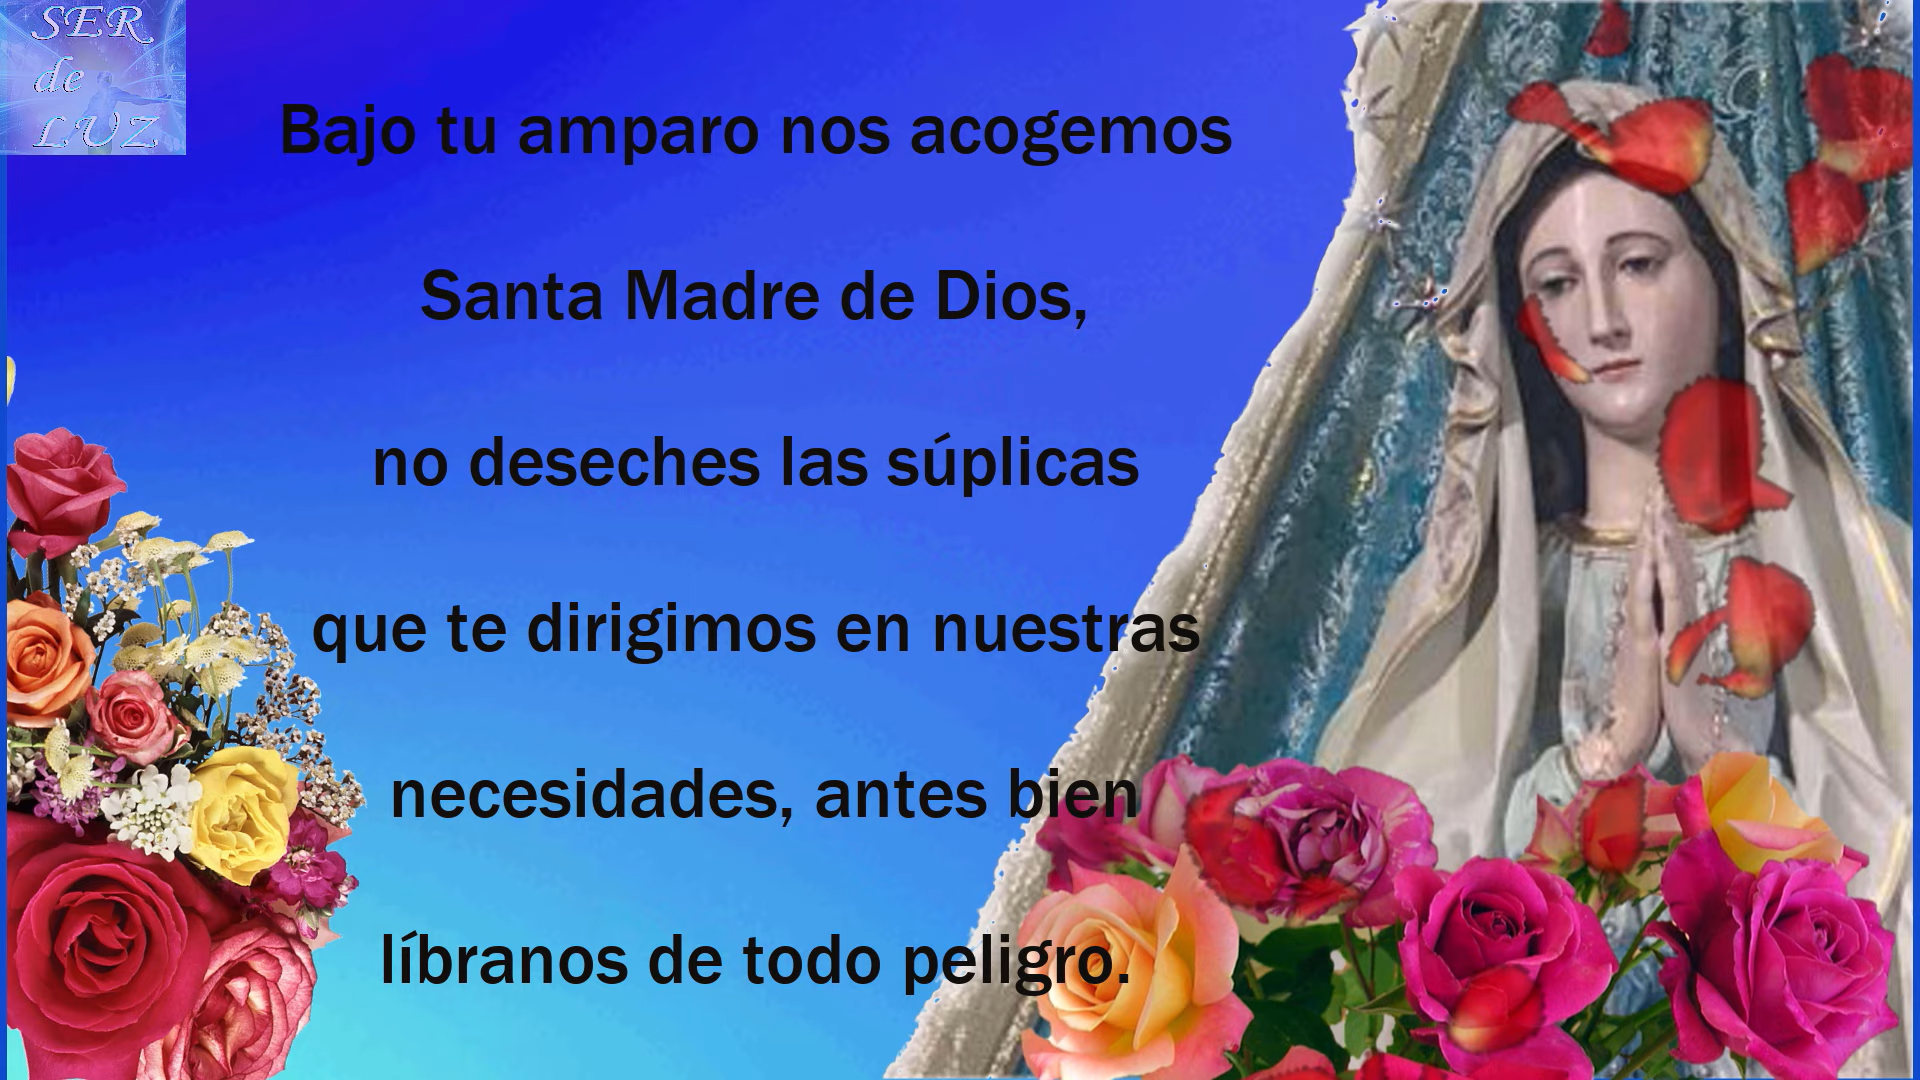 SER
de
LUZ
Bajo tu amparo nos acogemos
Santa Madre de Dios,
no deseches las súplicas
que te dirigimos en nuestras
necesidades, antes bien
líbranos de todo peligro.